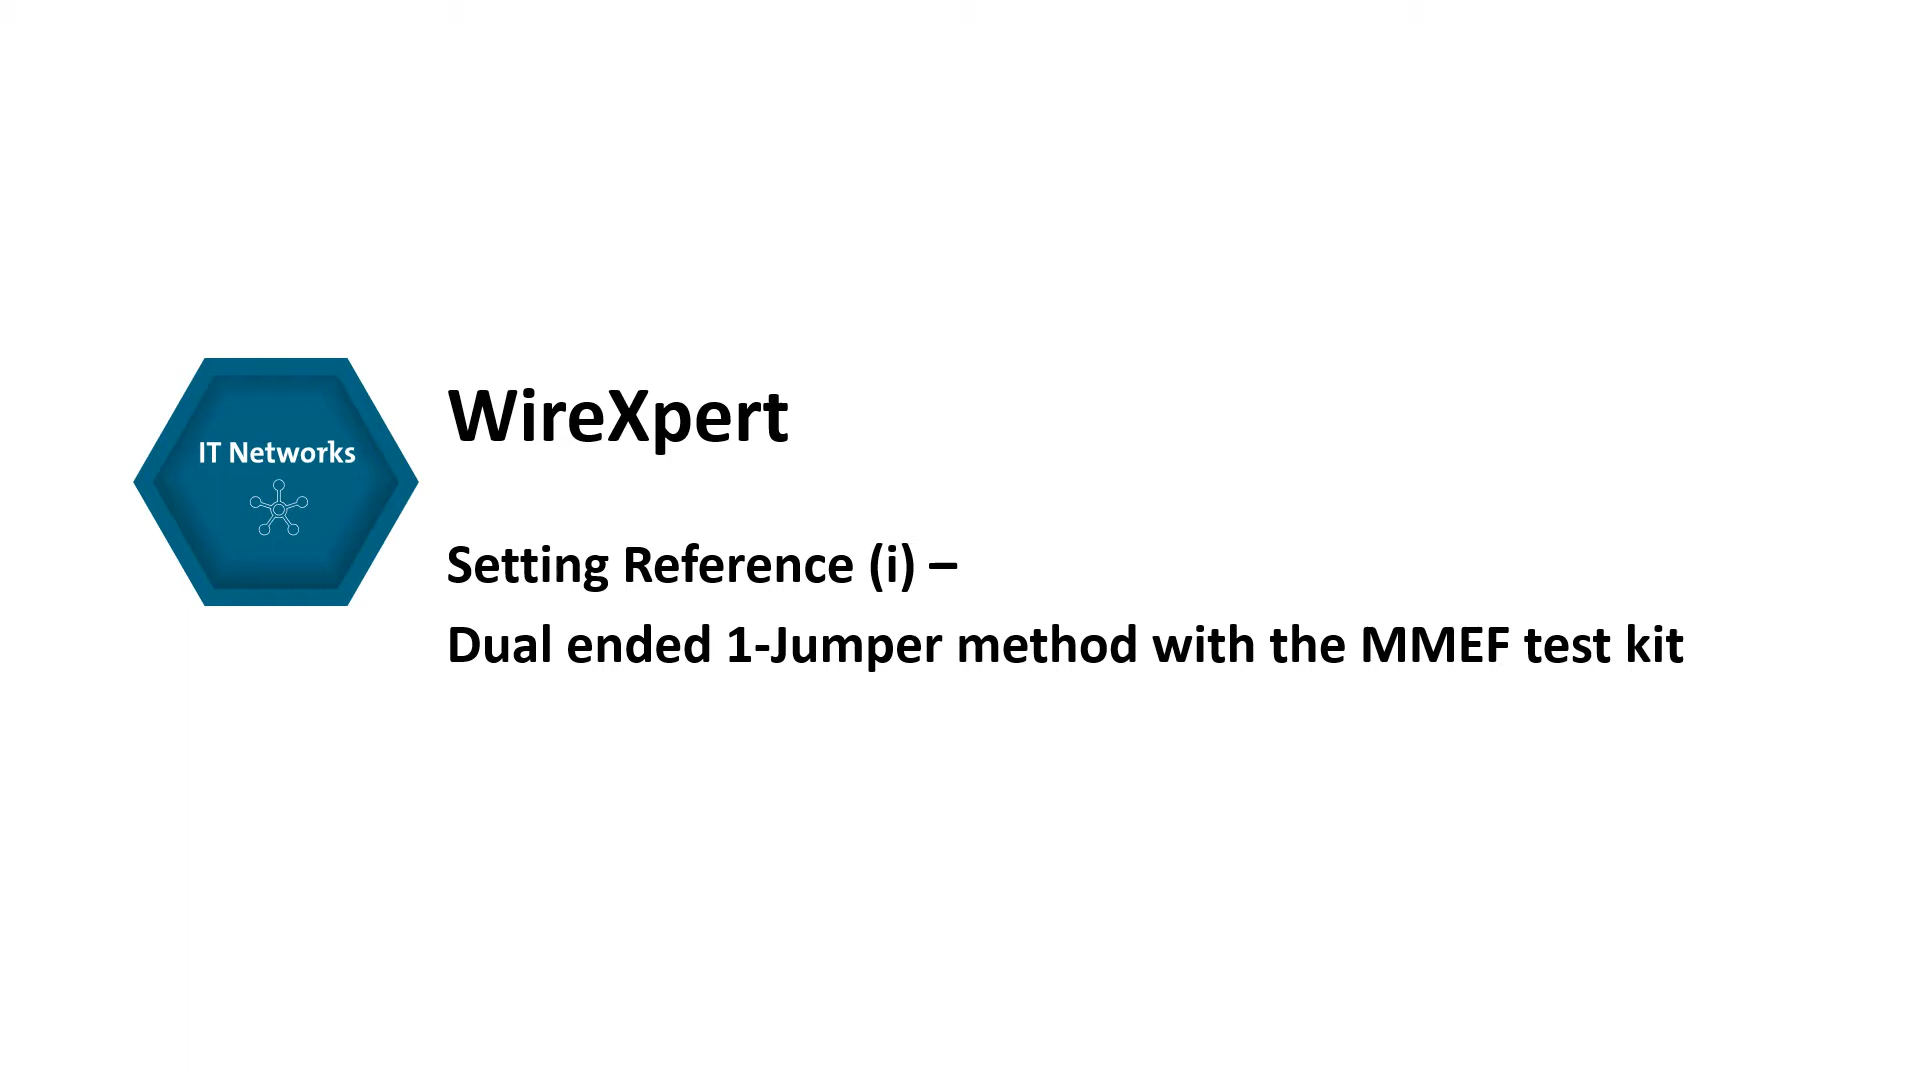 IT Networks
WireXpert
Setting Reference (i) –
Dual ended 1-Jumper method with the MMEF test kit